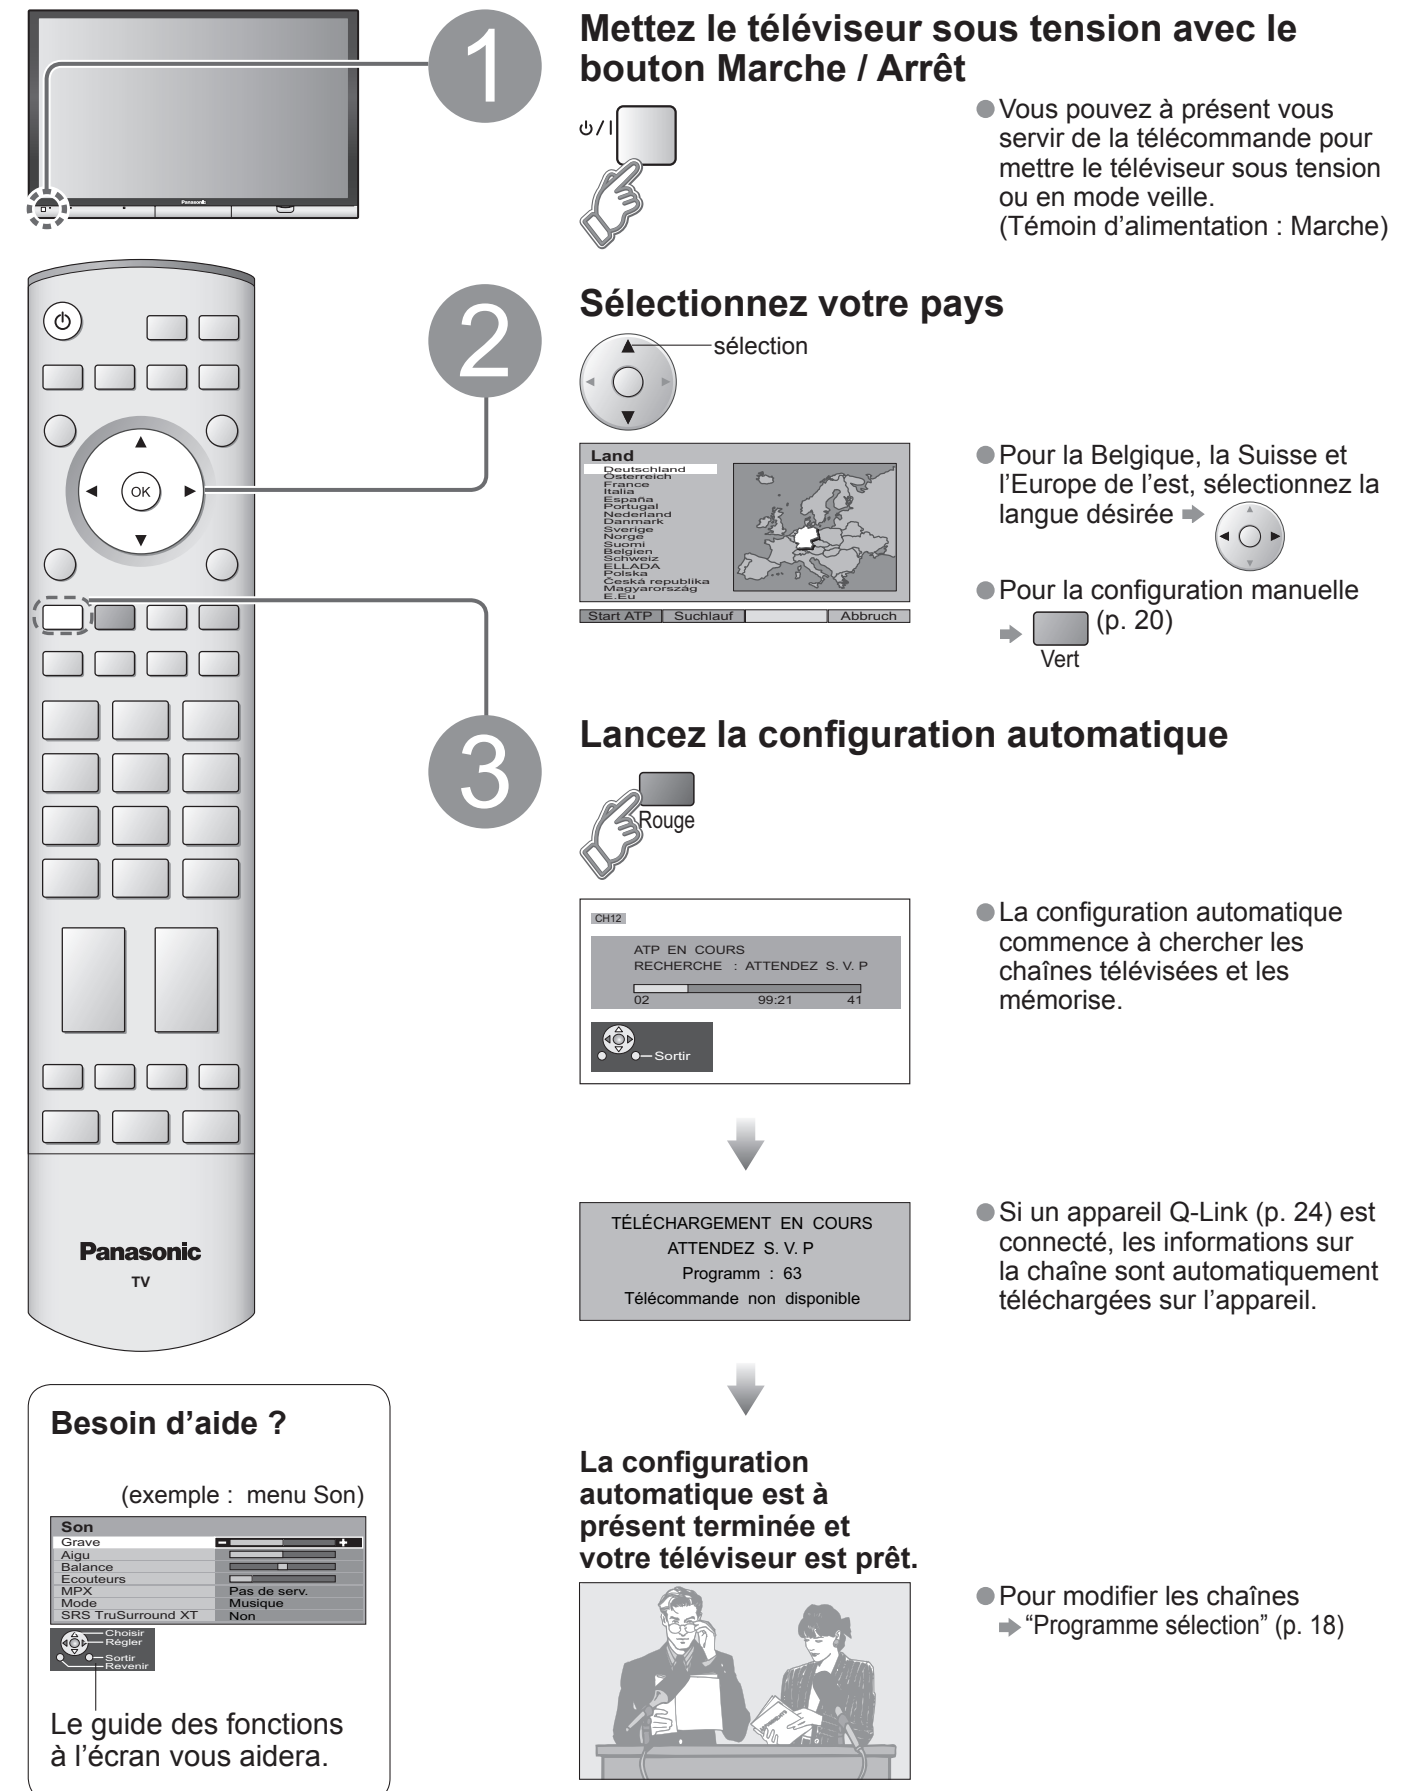 1
Mettez le téléviseur sous tension avec le
bouton Marche / Arrêt
⏻/I
● Vous pouvez à présent vous
servir de la télécommande pour
mettre le téléviseur sous tension
ou en mode veille.
(Témoin d’alimentation : Marche)
Panasonic
2
Sélectionnez votre pays
sélection
OK
Land
Deutschland
Österreich
France
Italia
España
Portugal
Nederland
Danmark
Sverige
Norge
Suomi
Belgien
Schweiz
ELLADA
Polska
Česká republika
Magyarország
E.Eu
Start ATP Suchlauf Abbruch
● Pour la Belgique, la Suisse et
l’Europe de l’est, sélectionnez la
langue désirée ➡
● Pour la configuration manuelle
➡ (p. 20)
Vert
3
Lancez la configuration automatique
Rouge
CH12
ATP EN COURS
RECHERCHE : ATTENDEZ S. V. P
02 99:21 41
Sortir
● La configuration automatique
commence à chercher les
chaînes télévisées et les
mémorise.
TÉLÉCHARGEMENT EN COURS
ATTENDEZ S. V. P
Programm : 63
Télécommande non disponible
● Si un appareil Q-Link (p. 24) est
connecté, les informations sur
la chaîne sont automatiquement
téléchargées sur l’appareil.
Panasonic
TV
La configuration
automatique est à
présent terminée et
votre téléviseur est prêt.
● Pour modifier les chaînes
➡ “Programme sélection” (p. 18)
Besoin d’aide ?
(exemple : menu Son)
Son
Grave - +
Aigu
Balance
Ecouteurs
MPX Pas de serv.
Mode Musique
SRS TruSurround XT Non
Choisir
Régler
Sortir
Revenir
Le guide des fonctions
à l’écran vous aidera.